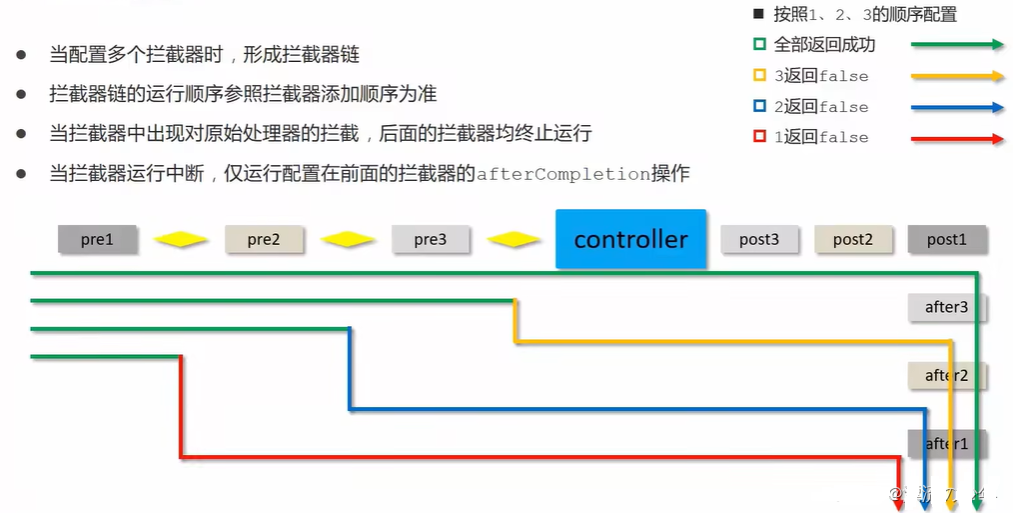 ■ 按照1、2、3的顺序配置
全部返回成功
3返回false
2返回false
1返回false
● 当配置多个拦截器时，形成拦截器链
● 拦截器链的运行顺序参照拦截器添加顺序为准
● 当拦截器中出现对原始处理器的拦截，后面的拦截器均终止运行
● 当拦截器运行中断，仅运行配置在前面的拦截器的afterCompletion操作
pre1 pre2 pre3 controller post3 post2 post1
after3
after2
after1